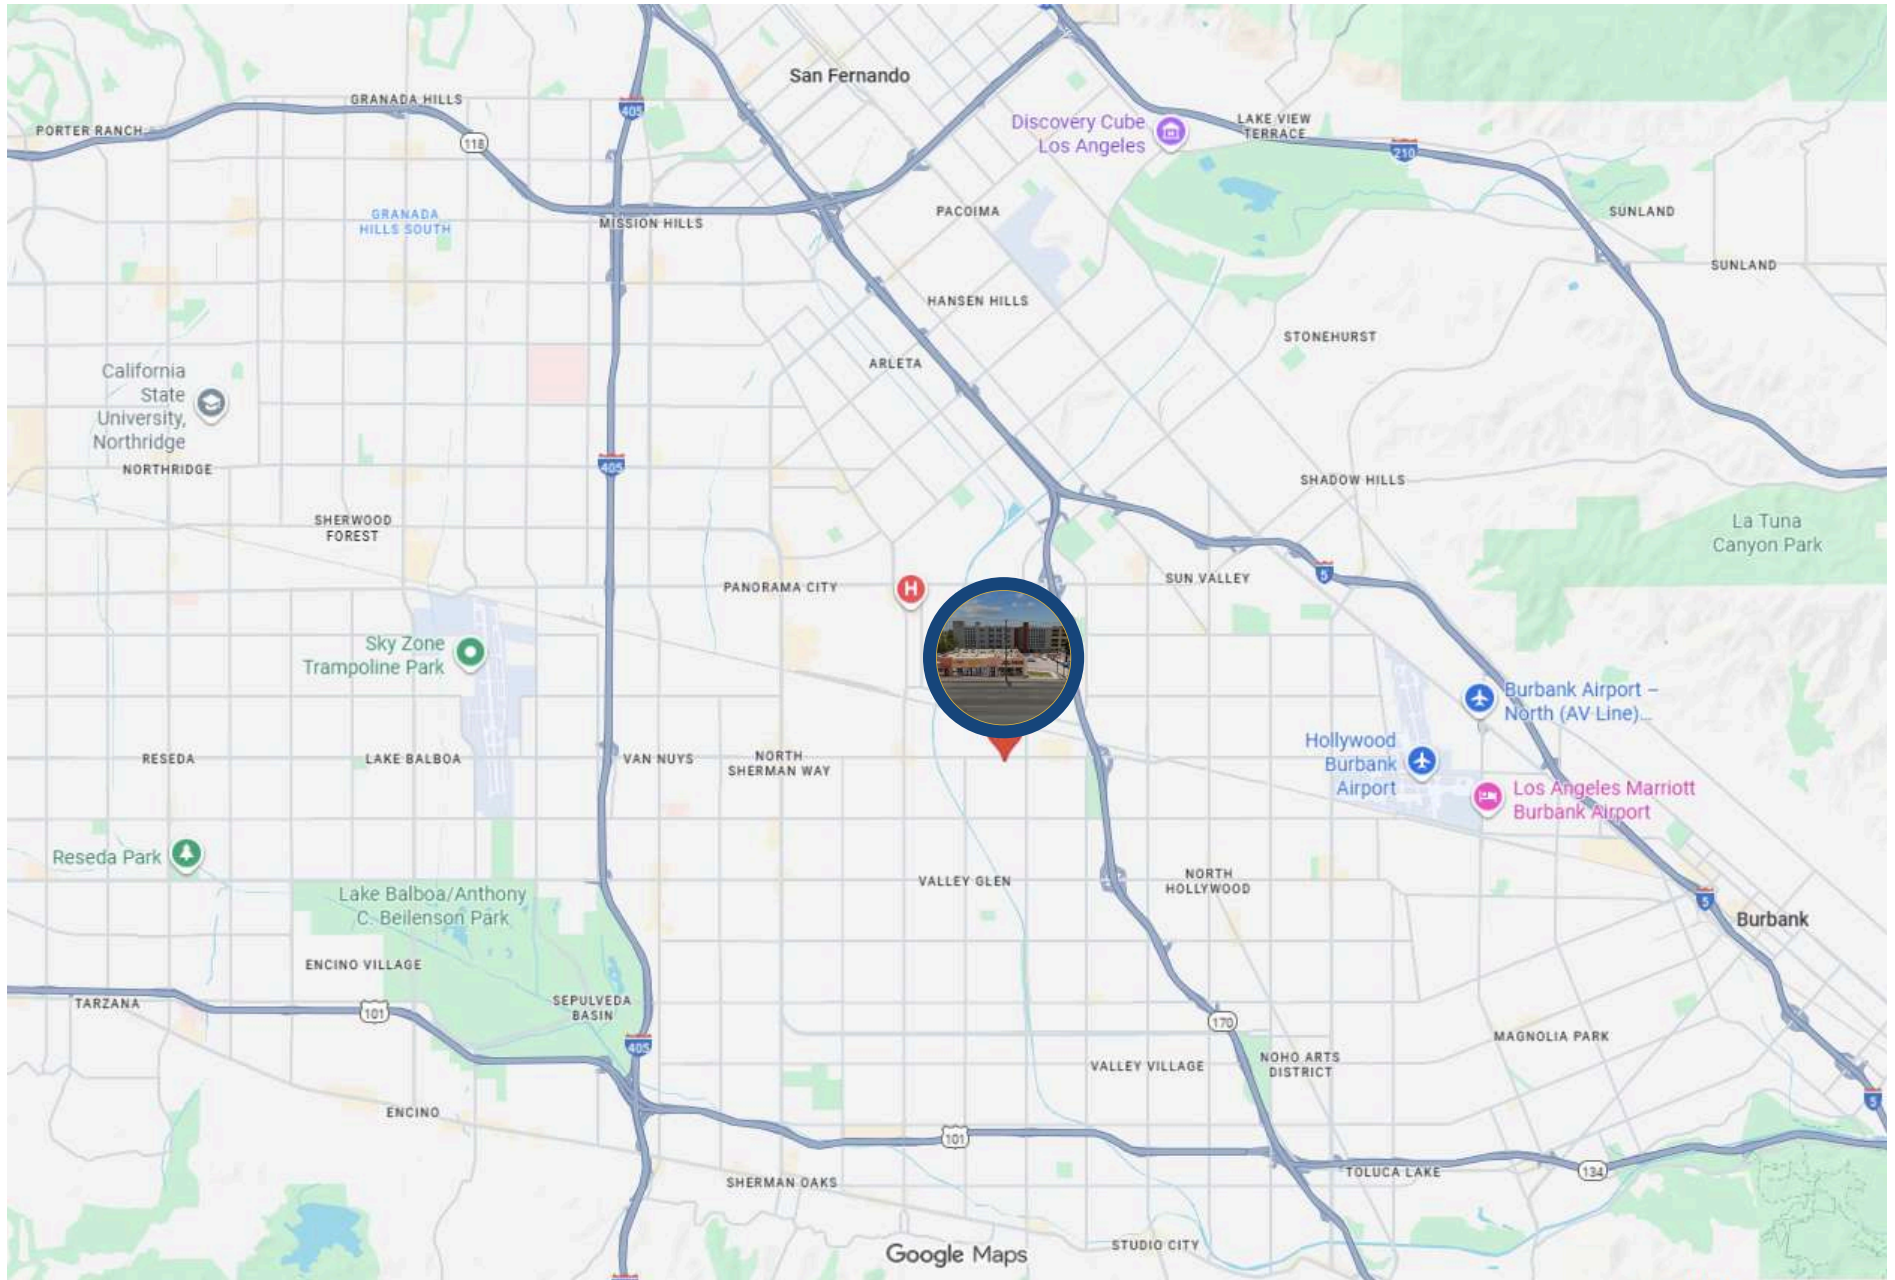 San Fernando
GRANADA HILLS
405
PORTER RANCH
118
Discovery Cube
Los Angeles
LAKE VIEW
TERRACE
210
GRANADA
HILLS SOUTH
MISSION HILLS
PACOIMA
SUNLAND
SUNLAND
HANSEN HILLS
STONEHURST
ARLETA
California
State
University,
Northridge
NORTHRIDGE
405
SHADOW HILLS
SHERWOOD
FOREST
La Tuna
Canyon Park
PANORAMA CITY
H
SUN VALLEY
5
Sky Zone
Trampoline Park
Burbank Airport –
North (AV Line)...
Hollywood
Burbank
Airport
RESEDA
LAKE BALBOA
VAN NUYS
NORTH
SHERMAN WAY
Los Angeles Marriott
Burbank Airport
Reseda Park
Lake Balboa/Anthony
C. Beilenson Park
VALLEY GLEN
NORTH
HOLLYWOOD
5
Burbank
ENCINO VILLAGE
TARZANA
101
SEPULVEDA
BASIN
170
405
MAGNOLIA PARK
VALLEY VILLAGE
NOHO ARTS
DISTRICT
5
ENCINO
101
TOLUCA LAKE
134
SHERMAN OAKS
STUDIO CITY
Google Maps